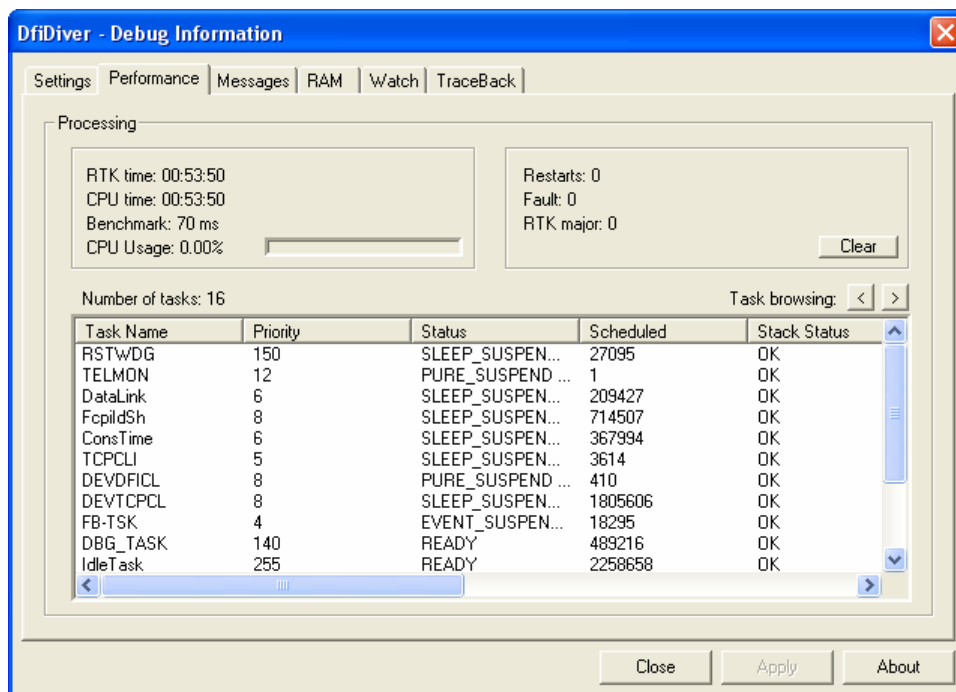 DfiDiver - Debug Information
Settings Performance Messages RAM Watch TraceBack
Processing
RTK time: 00:53:50
CPU time: 00:53:50
Benchmark: 70 ms
CPU Usage: 0.00%
Restarts: 0
Fault: 0
RTK major: 0
Clear
Number of tasks: 16 Task browsing: < >
Task Name Priority Status Scheduled Stack Status
RSTWDG 150 SLEEP_SUSPEN... 27095 OK
TELMON 12 PURE_SUSPEND ... 1 OK
DataLink 6 SLEEP_SUSPEN... 209427 OK
FcpildSh 8 SLEEP_SUSPEN... 714507 OK
ConsTime 6 SLEEP_SUSPEN... 367994 OK
TCPCLI 5 SLEEP_SUSPEN... 3614 OK
DEVDFICL 8 PURE_SUSPEND ... 410 OK
DEVTCPCL 8 SLEEP_SUSPEN... 1805606 OK
FB-TSK 4 EVENT_SUSPEN... 18295 OK
DBG_TASK 140 READY 489216 OK
IdleTask 255 READY 2258658 OK
Close Apply About